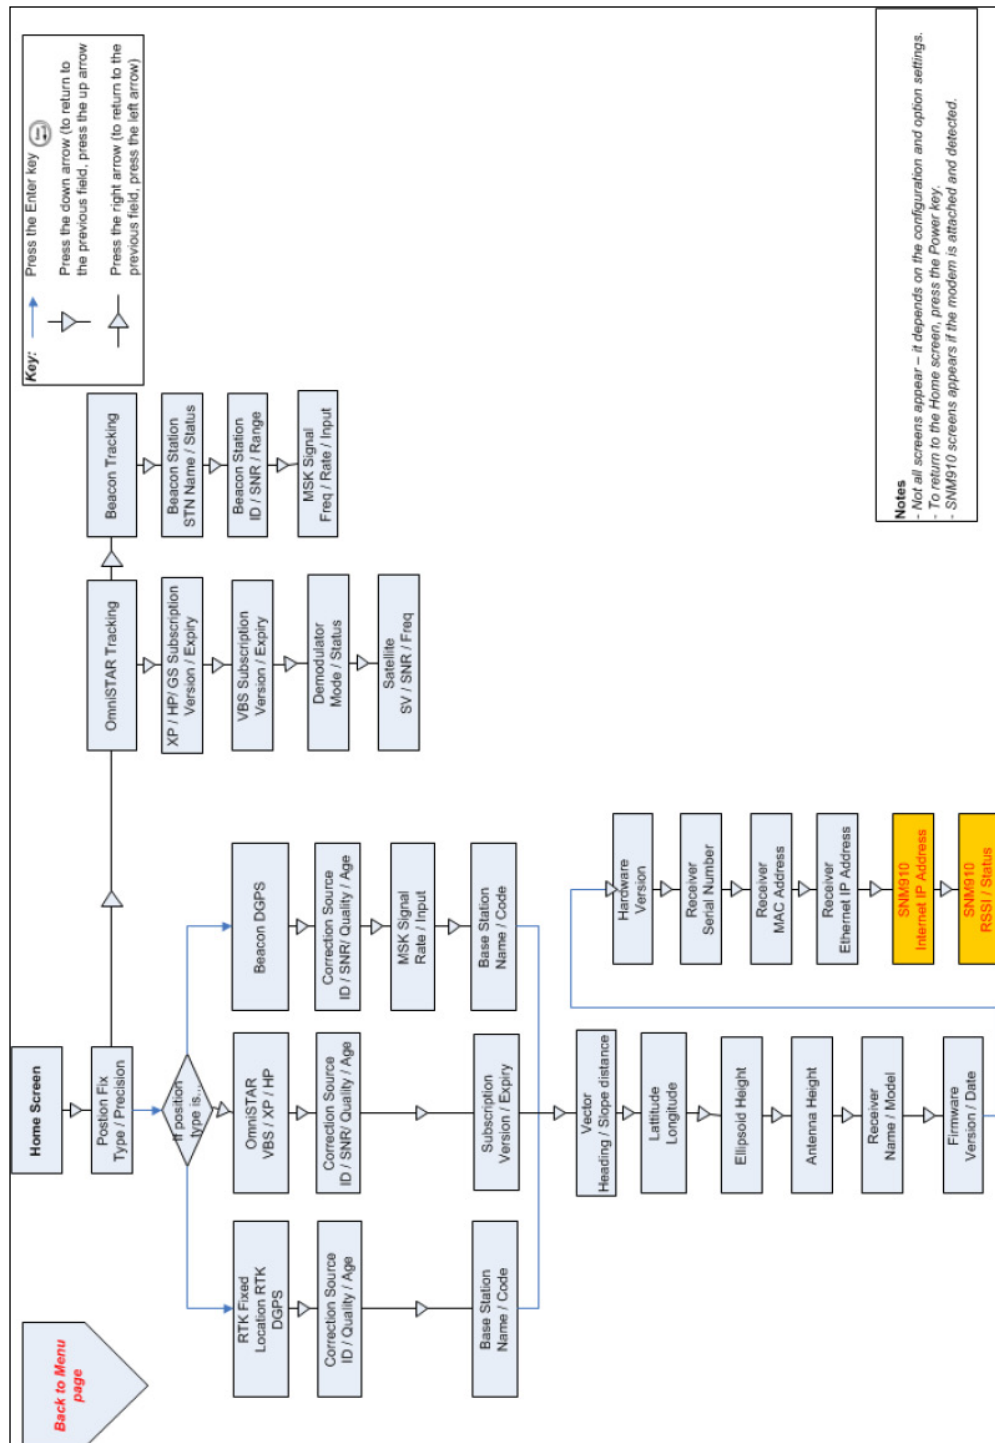 Back to Menu
page
Home Screen
Postion Fix
Type / Precision
If position
type is...
RTK Fixed
Location RTK
DGPS
Correction Source
ID / Quality / Age
Base Station
Name / Code
OmniSTAR
VBS / XP / HP
Correction Source
ID / SNR/ Quality / Age
Subscription
Version / Expiry
Beacon DGPS
Correction Source
ID / SNR/ Quality / Age
MSK Signal
Rate / Input
Base Station
Name / Code
Vector
Heading / Slope distance
Lattitude
Longitude
Ellipsoid Height
Antenna Height
Receiver
Name / Model
Firmware
Version / Date
Hardware
Version
Receiver
Serial Number
Receiver
MAC Address
Receiver
Ethernet IP Address
SNM910
Internet IP Address
SNM910
RSSI / Status
OmniSTAR Tracking
XP / HP/ GS Subscription
Version / Expiry
VBS Subscription
Version / Expiry
Demodulator
Mode / Status
Satellite
SV / SNR / Freq
Beacon Tracking
Beacon Station
STN Name / Status
Beacon Station
ID / SNR / Range
MSK Signal
Freq / Rate / Input
Key:
Press the Enter key
Press the down arrow (to return to
the previous field, press the up arrow
Press the right arrow (to return to the
previous field, press the left arrow)
Notes
- Not all screens appear – it depends on the configuration and option settings.
- To return to the Home screen, press the Power key.
- SNM910 screens appears if the modem is attached and detected.